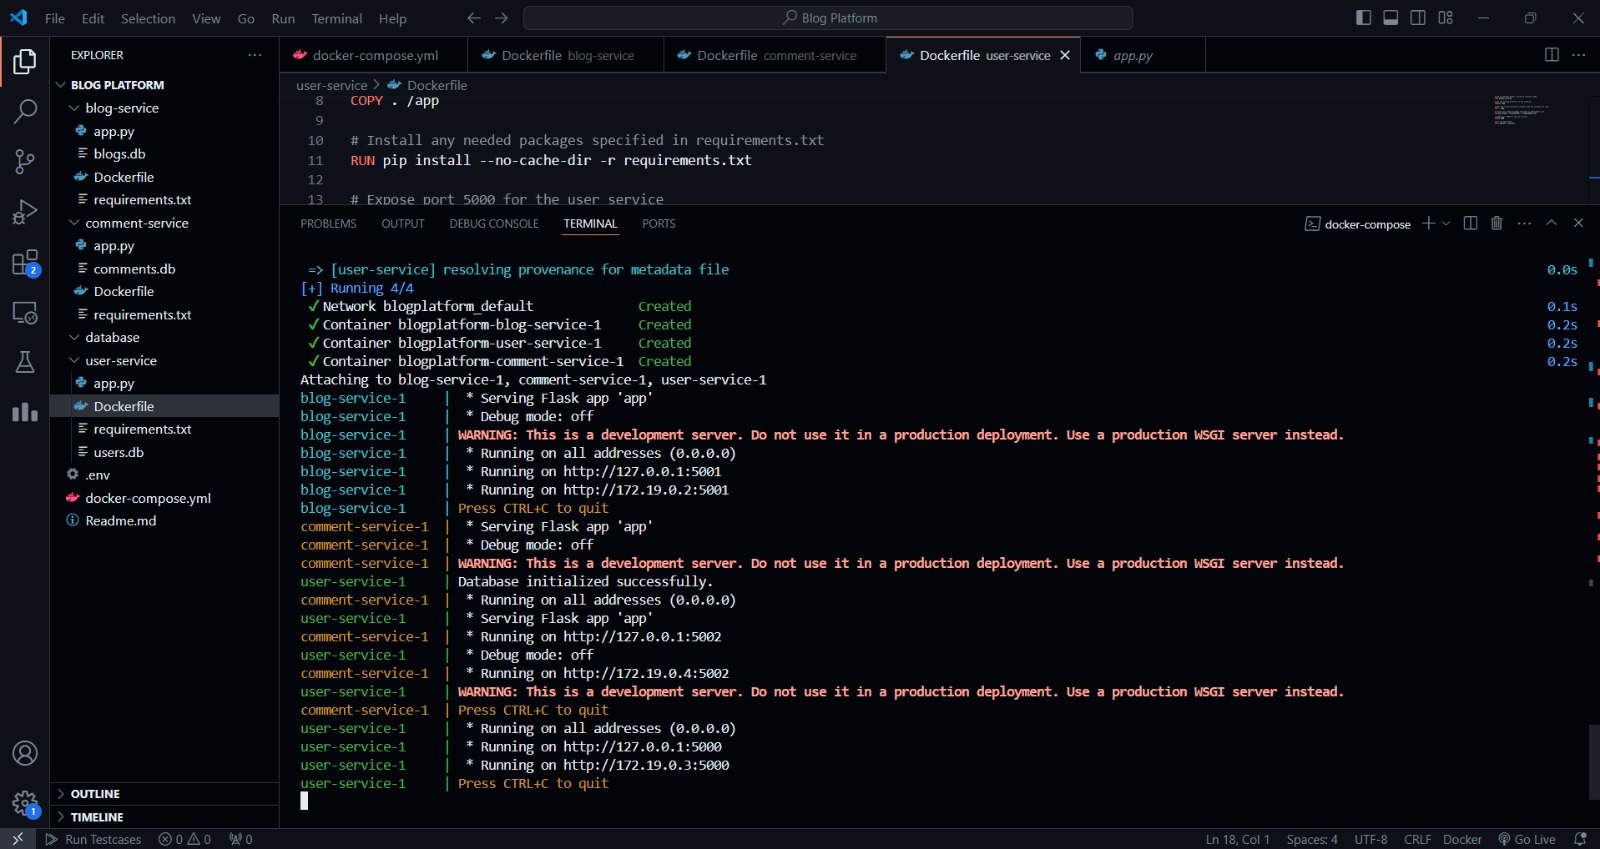 File Edit Selection View Go Run Terminal Help
Blog Platform
EXPLORER
BLOG PLATFORM
blog-service
app.py
blogs.db
Dockerfile
requirements.txt
comment-service
app.py
comments.db
Dockerfile
requirements.txt
database
user-service
app.py
Dockerfile
requirements.txt
users.db
.env
docker-compose.yml
Readme.md
OUTLINE
TIMELINE
2
1
docker-compose.yml Dockerfile blog-service Dockerfile comment-service Dockerfile user-service app.py
user-service > Dockerfile
8 COPY . /app
9
10 # Install any needed packages specified in requirements.txt
11 RUN pip install --no-cache-dir -r requirements.txt
12
13 # Expose port 5000 for the user service
PROBLEMS OUTPUT DEBUG CONSOLE TERMINAL PORTS docker-compose
=> [user-service] resolving provenance for metadata file 0.0s
[+] Running 4/4
✓ Network blogplatform_default Created 0.1s
✓ Container blogplatform-blog-service-1 Created 0.2s
✓ Container blogplatform-user-service-1 Created 0.2s
✓ Container blogplatform-comment-service-1 Created 0.2s
Attaching to blog-service-1, comment-service-1, user-service-1
blog-service-1 | * Serving Flask app 'app'
blog-service-1 | * Debug mode: off
blog-service-1 | WARNING: This is a development server. Do not use it in a production deployment. Use a production WSGI server instead.
blog-service-1 | * Running on all addresses (0.0.0.0)
blog-service-1 | * Running on http://127.0.0.1:5001
blog-service-1 | * Running on http://172.19.0.2:5001
blog-service-1 | Press CTRL+C to quit
comment-service-1 | * Serving Flask app 'app'
comment-service-1 | * Debug mode: off
comment-service-1 | WARNING: This is a development server. Do not use it in a production deployment. Use a production WSGI server instead.
user-service-1 | Database initialized successfully.
comment-service-1 | * Running on all addresses (0.0.0.0)
user-service-1 | * Serving Flask app 'app'
comment-service-1 | * Running on http://127.0.0.1:5002
user-service-1 | * Debug mode: off
comment-service-1 | * Running on http://172.19.0.4:5002
user-service-1 | WARNING: This is a development server. Do not use it in a production deployment. Use a production WSGI server instead.
comment-service-1 | Press CTRL+C to quit
user-service-1 | * Running on all addresses (0.0.0.0)
user-service-1 | * Running on http://127.0.0.1:5000
user-service-1 | * Running on http://172.19.0.3:5000
user-service-1 | Press CTRL+C to quit
Run Testcases 0 0 0 Ln 18, Col 1 Spaces: 4 UTF-8 CRLF Docker Go Live